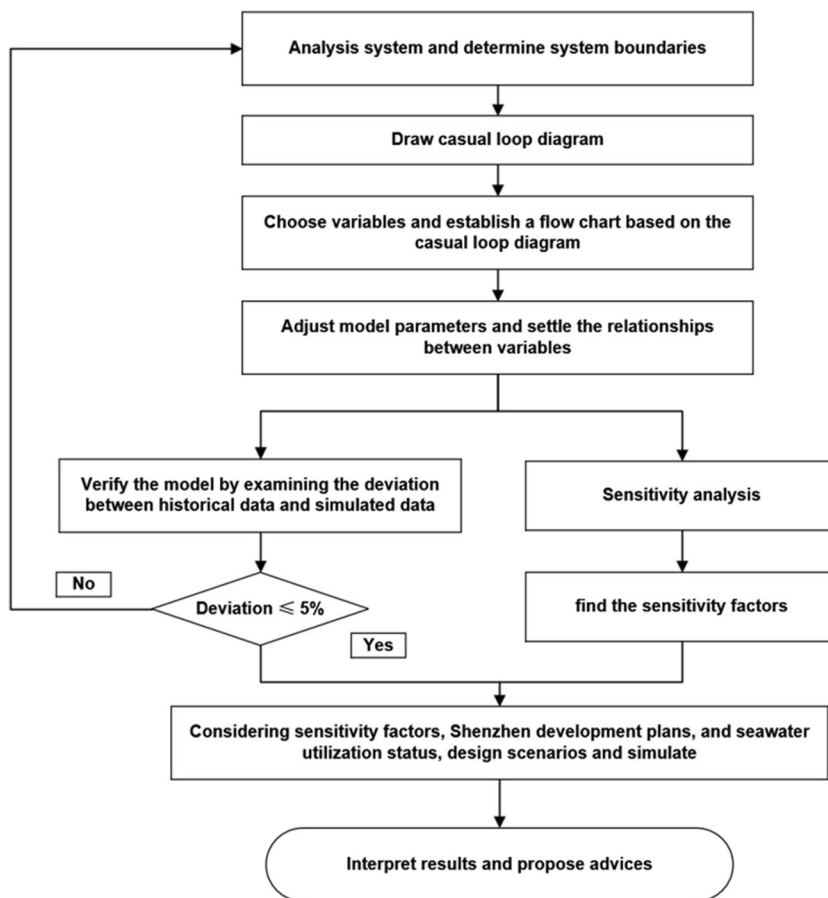 Analysis system and determine system boundaries
Draw casual loop diagram
Choose variables and establish a flow chart based on the
casual loop diagram
Adjust model parameters and settle the relationships
between variables
Verify the model by examining the deviation
between historical data and simulated data
Sensitivity analysis
No
Deviation ⩽ 5%
find the sensitivity factors
Yes
Considering sensitivity factors, Shenzhen development plans, and seawater
utilization status, design scenarios and simulate
Interpret results and propose advices